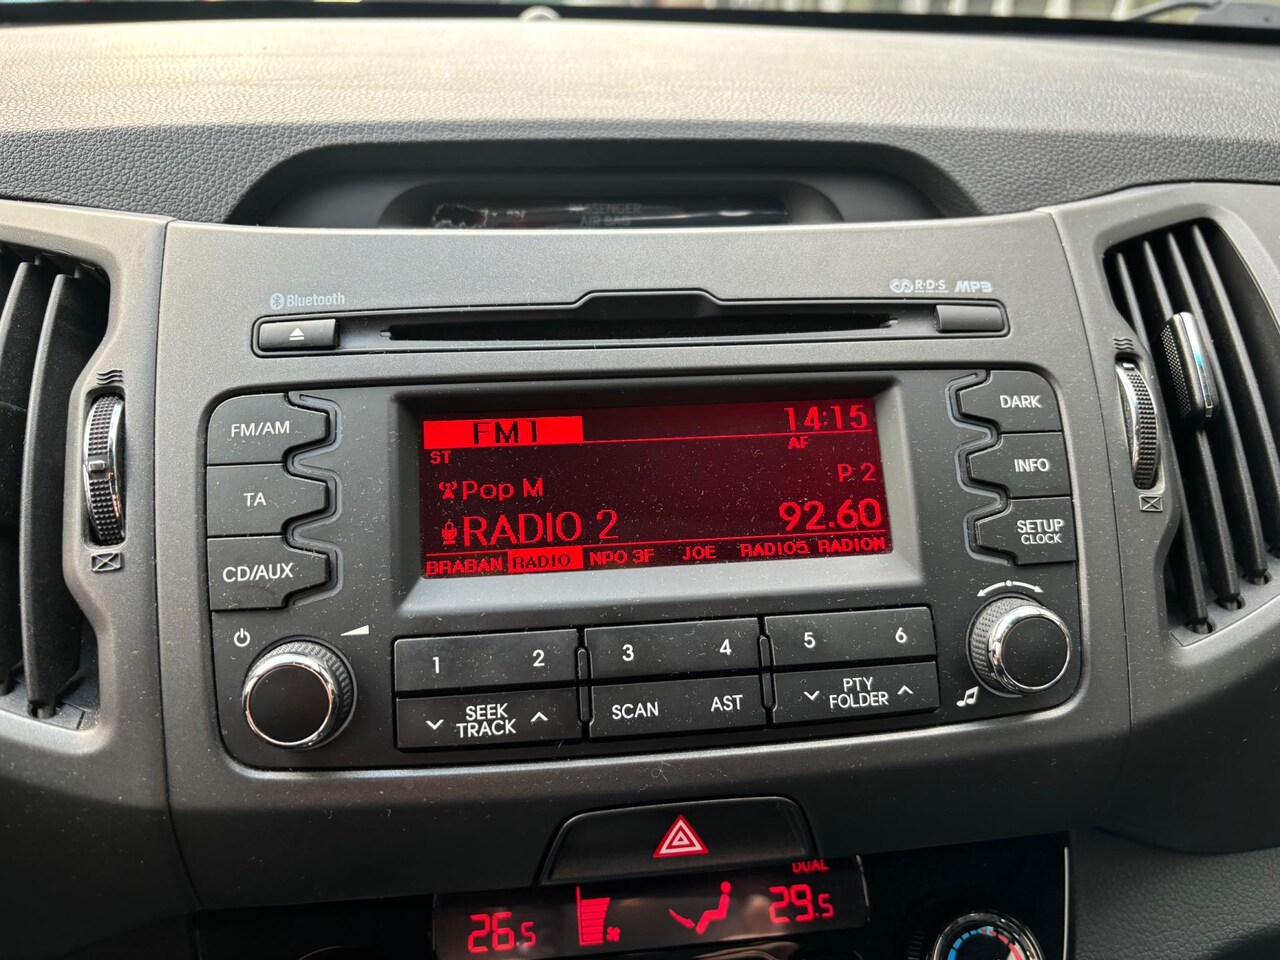 PASSENGER
AIR BAG
Bluetooth
R·D·S MP3
FM/AM
TA
CD/AUX
FM1 14:15
ST AF
Pop M P 2
RADIO 2 92.60
BRABAN RADIO NPO 3F JOE RADIO5 RADION
DARK
INFO
SETUP
CLOCK
1 2 3 4 5 6
SEEK
TRACK
SCAN AST
PTY
FOLDER
DUAL
26.5 29.5